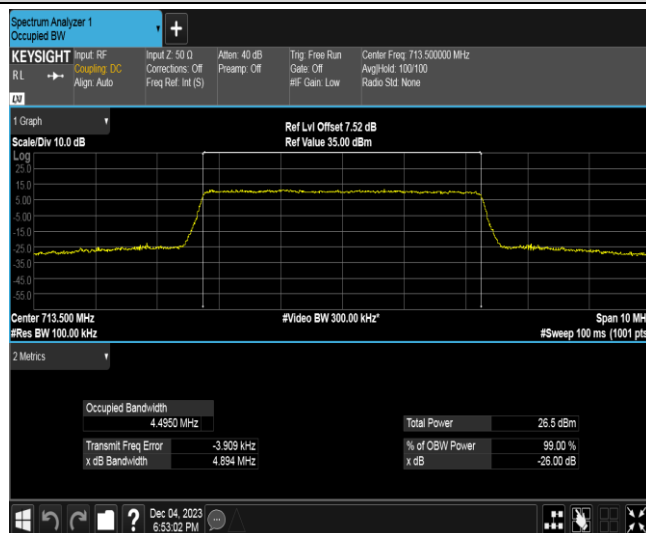 Spectrum Analyzer 1
Occupied BW
+
KEYSIGHT
RL
LXI
Input: RF
Coupling: DC
Align: Auto
Input Z: 50 Ω
Corrections: Off
Freq Ref: Int (S)
Atten: 40 dB
Preamp: Off
Trig: Free Run
Gate: Off
#IF Gain: Low
Center Freq: 713.500000 MHz
Avg|Hold: 100/100
Radio Std: None
1 Graph
Scale/Div 10.0 dB
Ref Lvl Offset 7.52 dB
Ref Value 35.00 dBm
Log
25.0
15.0
5.00
-5.00
-15.0
-25.0
-35.0
-45.0
-55.0
Center 713.500 MHz
#Video BW 300.00 kHz*
Span 10 MH
#Res BW 100.00 kHz
#Sweep 100 ms (1001 pts
2 Metrics
Occupied Bandwidth
4.4950 MHz
Total Power 26.5 dBm
Transmit Freq Error -3.909 kHz
% of OBW Power 99.00 %
x dB Bandwidth 4.894 MHz
x dB -26.00 dB
?
Dec 04, 2023
6:53:02 PM